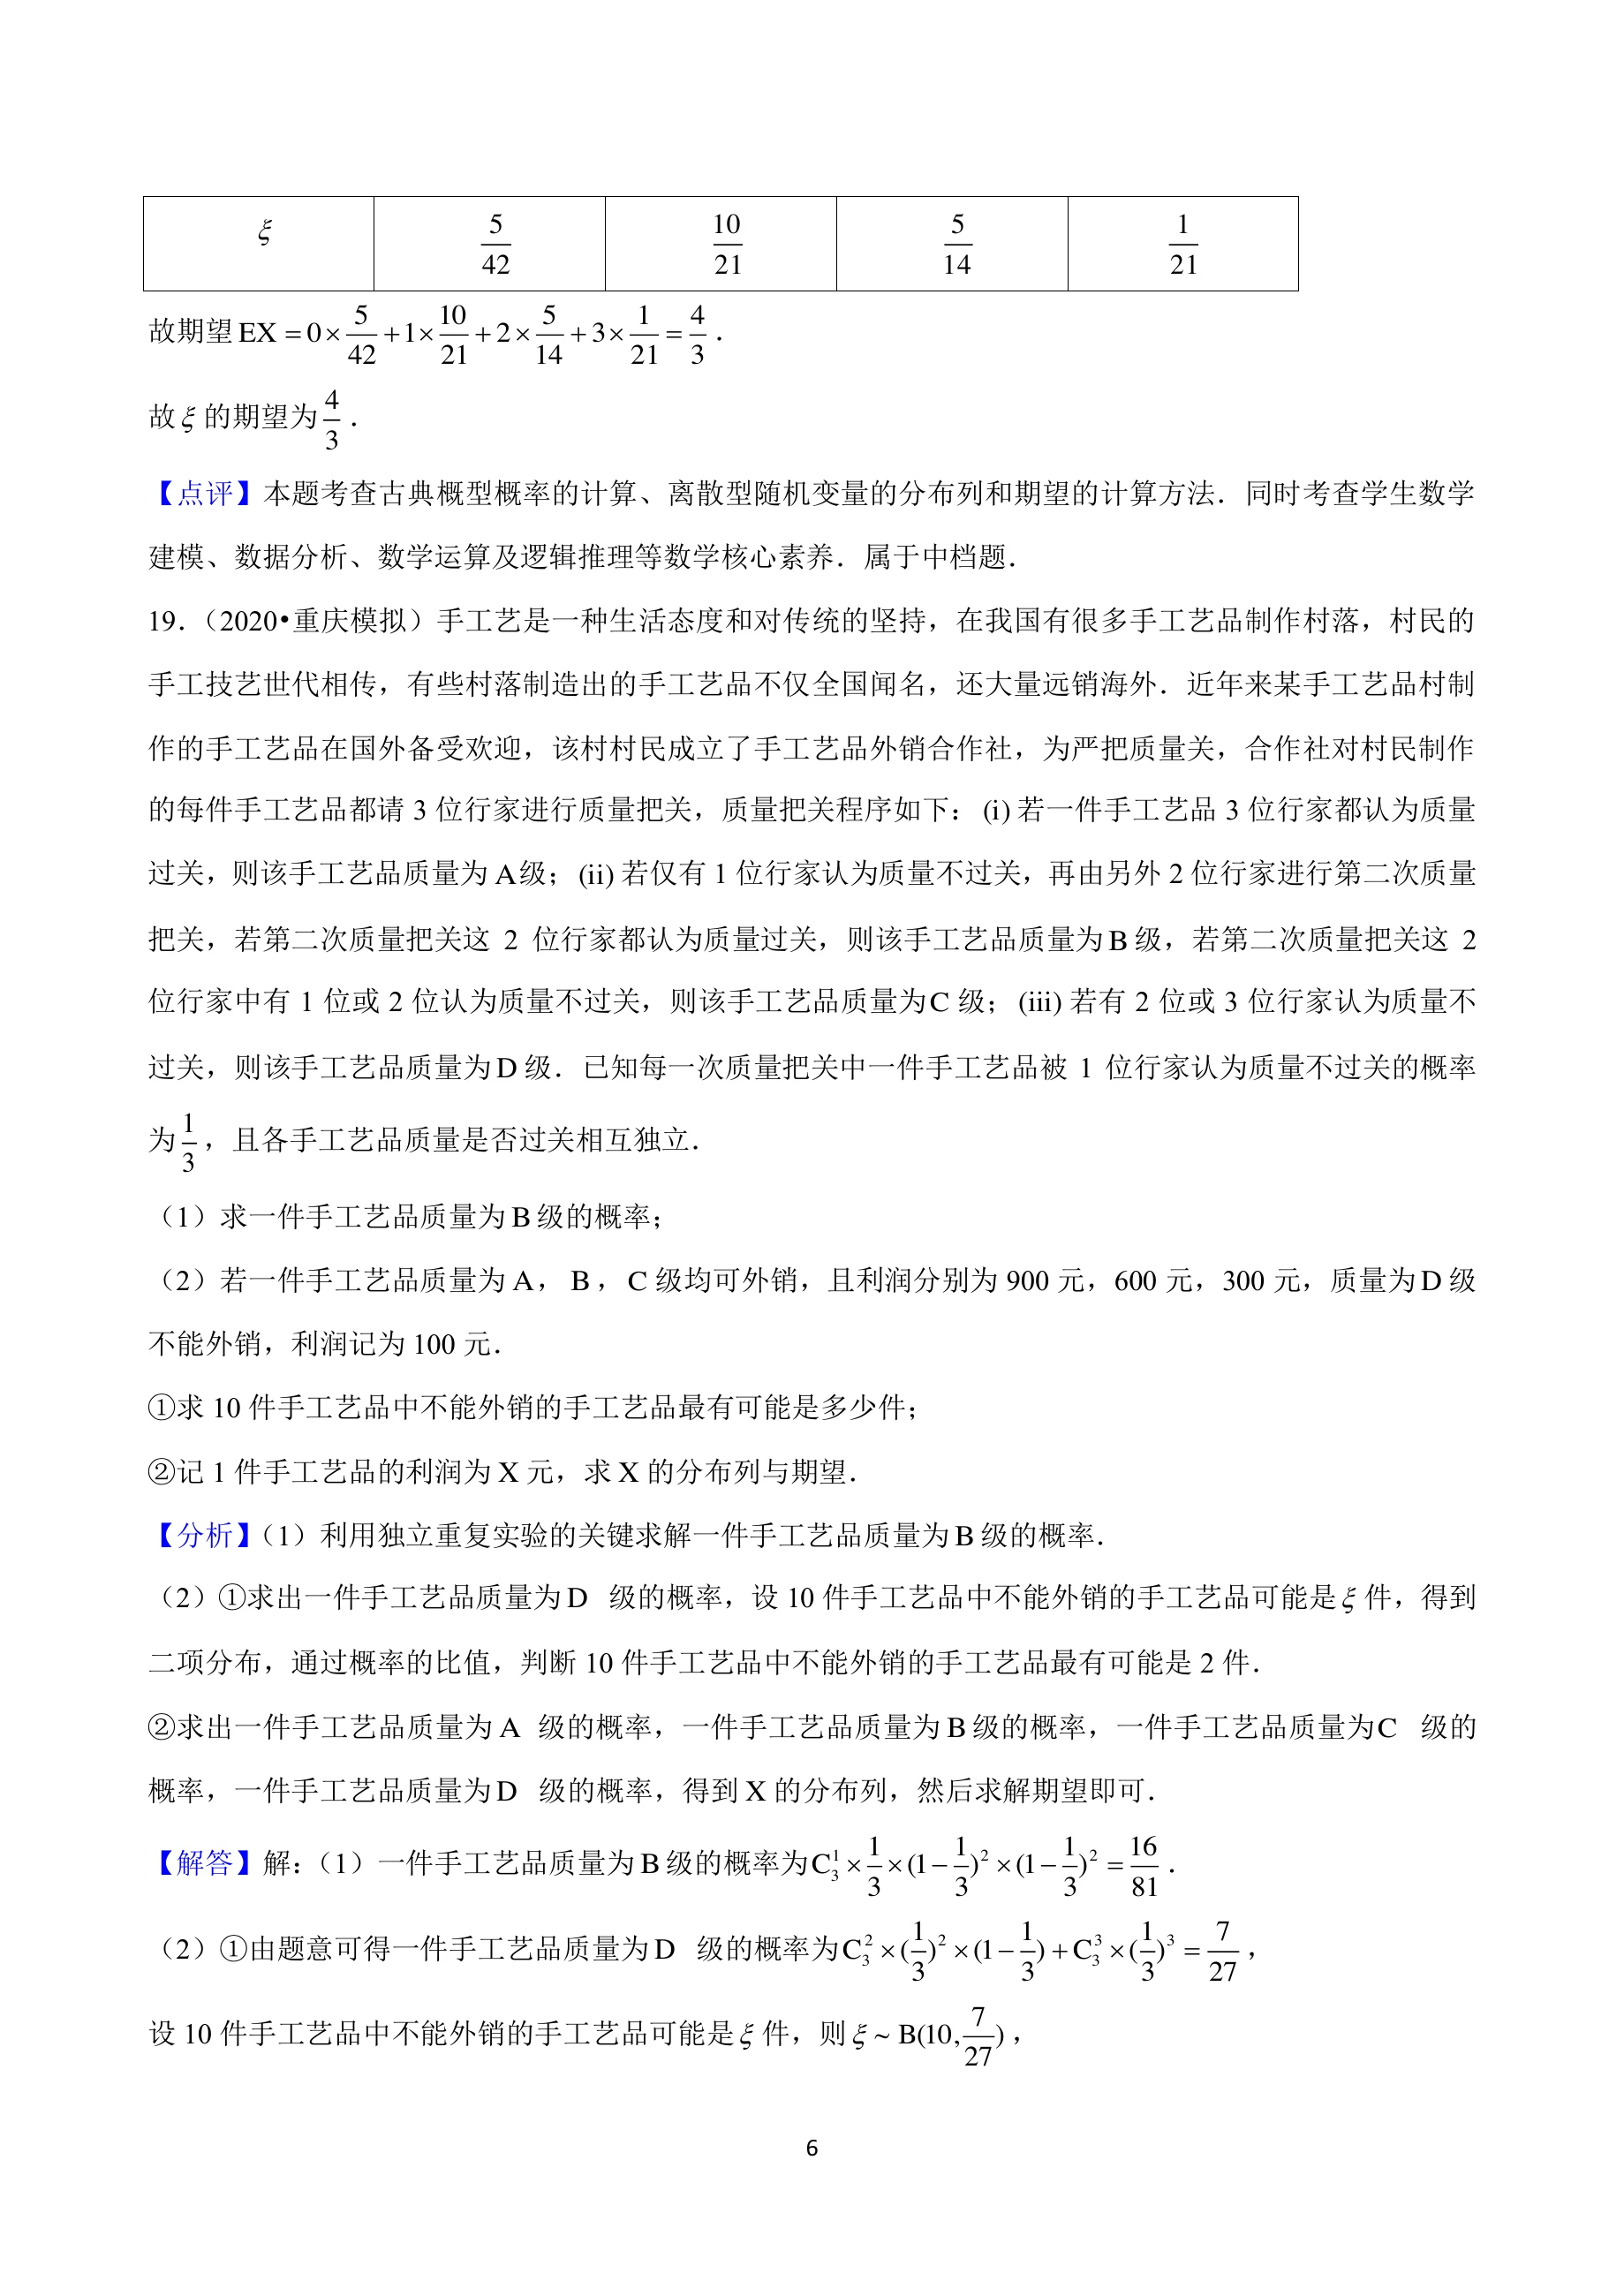 ξ 5/42 10/21 5/14 1/21
故期望EX=0×5/42+1×10/21+2×5/14+3×1/21=4/3.
故ξ的期望为4/3.
【点评】本题考查古典概型概率的计算、离散型随机变量的分布列和期望的计算方法.同时考查学生数学
建模、数据分析、数学运算及逻辑推理等数学核心素养.属于中档题.
19.（2020•重庆模拟）手工艺是一种生活态度和对传统的坚持，在我国有很多手工艺品制作村落，村民的
手工技艺世代相传，有些村落制造出的手工艺品不仅全国闻名，还大量远销海外.近年来某手工艺品村制
作的手工艺品在国外备受欢迎，该村村民成立了手工艺品外销合作社，为严把质量关，合作社对村民制作
的每件手工艺品都请 3 位行家进行质量把关，质量把关程序如下：(i)若一件手工艺品 3 位行家都认为质量
过关，则该手工艺品质量为A级；(ii)若仅有 1 位行家认为质量不过关，再由另外 2 位行家进行第二次质量
把关，若第二次质量把关这 2 位行家都认为质量过关，则该手工艺品质量为B级，若第二次质量把关这 2
位行家中有 1 位或 2 位认为质量不过关，则该手工艺品质量为C级；(iii)若有 2 位或 3 位行家认为质量不
过关，则该手工艺品质量为D级.已知每一次质量把关中一件手工艺品被 1 位行家认为质量不过关的概率
为1/3，且各手工艺品质量是否过关相互独立.
（1）求一件手工艺品质量为B级的概率；
（2）若一件手工艺品质量为A，B，C级均可外销，且利润分别为 900 元，600 元，300 元，质量为D级
不能外销，利润记为 100 元.
①求 10 件手工艺品中不能外销的手工艺品最有可能是多少件；
②记 1 件手工艺品的利润为X元，求X的分布列与期望.
【分析】（1）利用独立重复实验的关键求解一件手工艺品质量为B级的概率.
（2）①求出一件手工艺品质量为D 级的概率，设 10 件手工艺品中不能外销的手工艺品可能是ξ件，得到
二项分布，通过概率的比值，判断 10 件手工艺品中不能外销的手工艺品最有可能是 2 件.
②求出一件手工艺品质量为A 级的概率，一件手工艺品质量为B级的概率，一件手工艺品质量为C 级的
概率，一件手工艺品质量为D 级的概率，得到X的分布列，然后求解期望即可.
【解答】解：（1）一件手工艺品质量为B级的概率为C₃¹×1/3×(1−1/3)²×(1−1/3)²=16/81.
（2）①由题意可得一件手工艺品质量为D 级的概率为C₃²×(1/3)²×(1−1/3)+C₃³×(1/3)³=7/27，
设 10 件手工艺品中不能外销的手工艺品可能是ξ件，则ξ~B(10,7/27)，
6